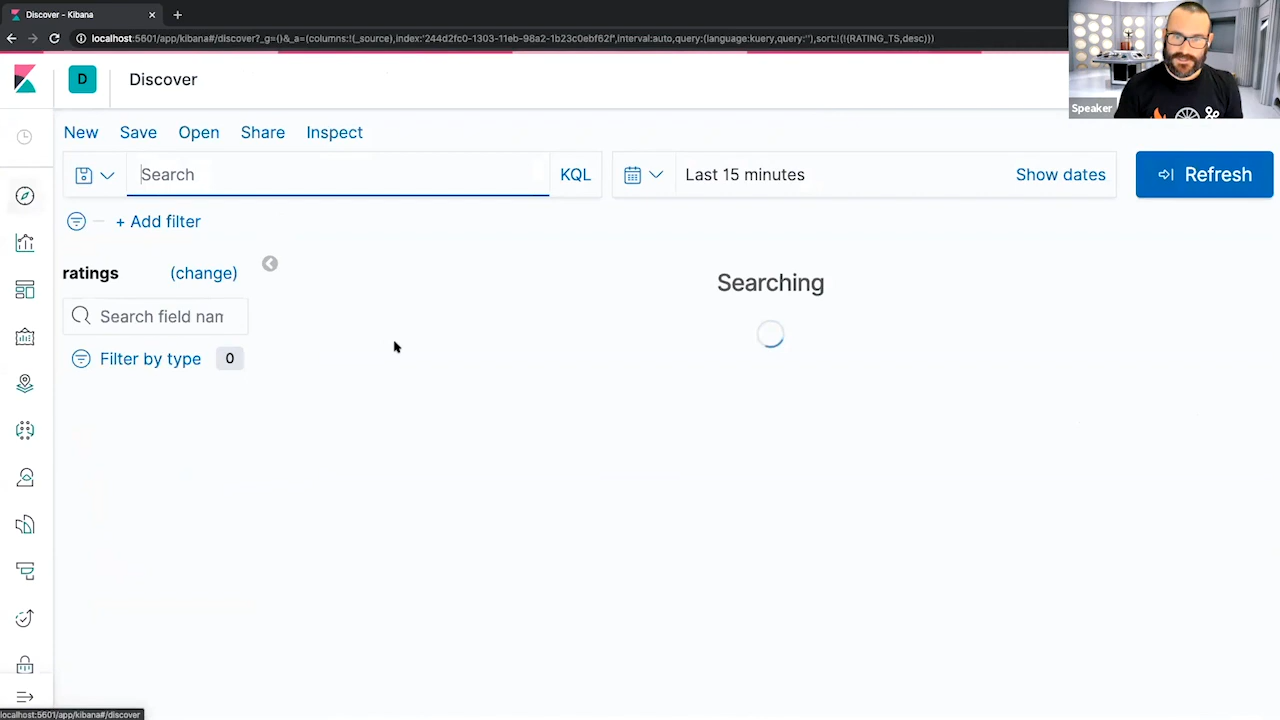 Discover - Kibana
localhost:5601/app/kibana#/discover?_g=()&_a=(columns:!(_source),index:'244d2fc0-1303-11eb-98a2-1b23c0ebf62f',interval:auto,query:(language:kuery,query:''),sort:!(!(RATING_TS,desc)))
Speaker
D
Discover
New Save Open Share Inspect
Search KQL Last 15 minutes Show dates Refresh
+ Add filter
ratings (change)
Searching
Search field nam
Filter by type 0
localhost:5601/app/kibana#/discover